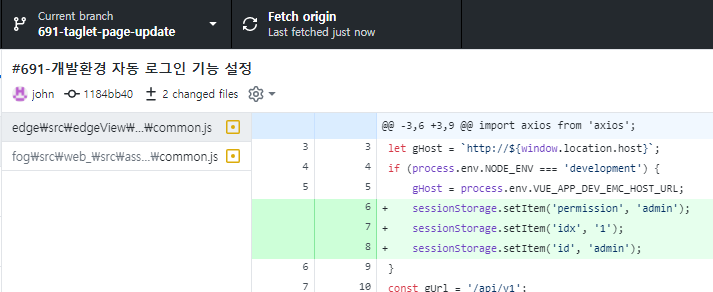 Current branch
691-taglet-page-update
Fetch origin
Last fetched just now
#691-개발환경 자동 로그인 기능 설정
john 1184bb40 ± 2 changed files
edge₩src₩edgeView₩...₩common.js
fog₩src₩web_₩src₩ass...₩common.js
@@ -3,6 +3,9 @@ import axios from 'axios';
3 3 let gHost = `http://${window.location.host}`;
4 4 if (process.env.NODE_ENV === 'development') {
5 5 gHost = process.env.VUE_APP_DEV_EMC_HOST_URL;
6 + sessionStorage.setItem('permission', 'admin');
7 + sessionStorage.setItem('idx', '1');
8 + sessionStorage.setItem('id', 'admin');
6 9 }
7 10 const gUrl = '/api/v1';